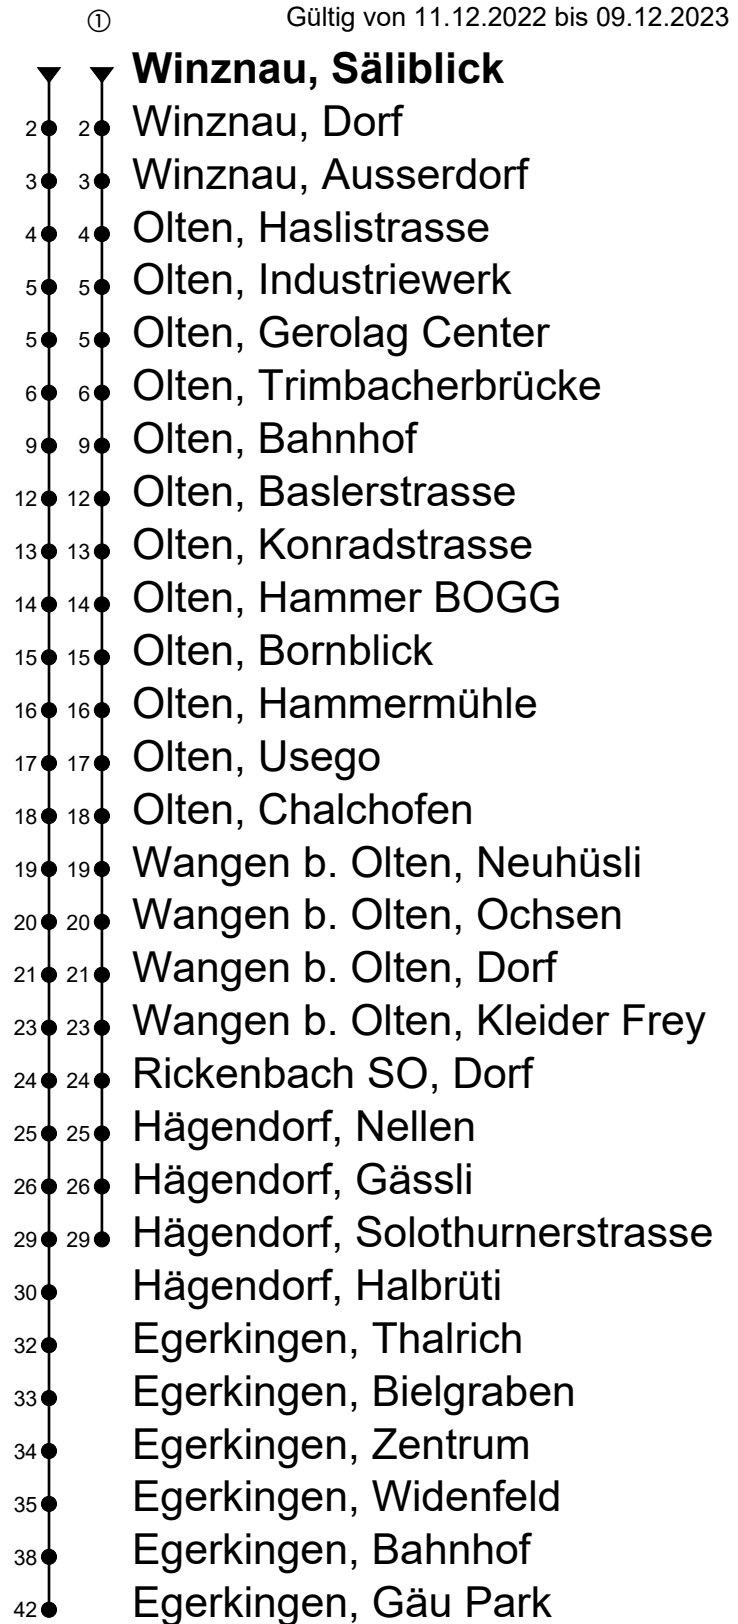 ① Gültig von 11.12.2022 bis 09.12.2023
Winznau, Säliblick
2 2 Winznau, Dorf
3 3 Winznau, Ausserdorf
4 4 Olten, Haslistrasse
5 5 Olten, Industriewerk
5 5 Olten, Gerolag Center
6 6 Olten, Trimbacherbrücke
9 9 Olten, Bahnhof
12 12 Olten, Baslerstrasse
13 13 Olten, Konradstrasse
14 14 Olten, Hammer BOGG
15 15 Olten, Bornblick
16 16 Olten, Hammermühle
17 17 Olten, Usego
18 18 Olten, Chalchofen
19 19 Wangen b. Olten, Neuhüsli
20 20 Wangen b. Olten, Ochsen
21 21 Wangen b. Olten, Dorf
23 23 Wangen b. Olten, Kleider Frey
24 24 Rickenbach SO, Dorf
25 25 Hägendorf, Nellen
26 26 Hägendorf, Gässli
29 29 Hägendorf, Solothurnerstrasse
30 Hägendorf, Halbrüti
32 Egerkingen, Thalrich
33 Egerkingen, Bielgraben
34 Egerkingen, Zentrum
35 Egerkingen, Widenfeld
38 Egerkingen, Bahnhof
42 Egerkingen, Gäu Park